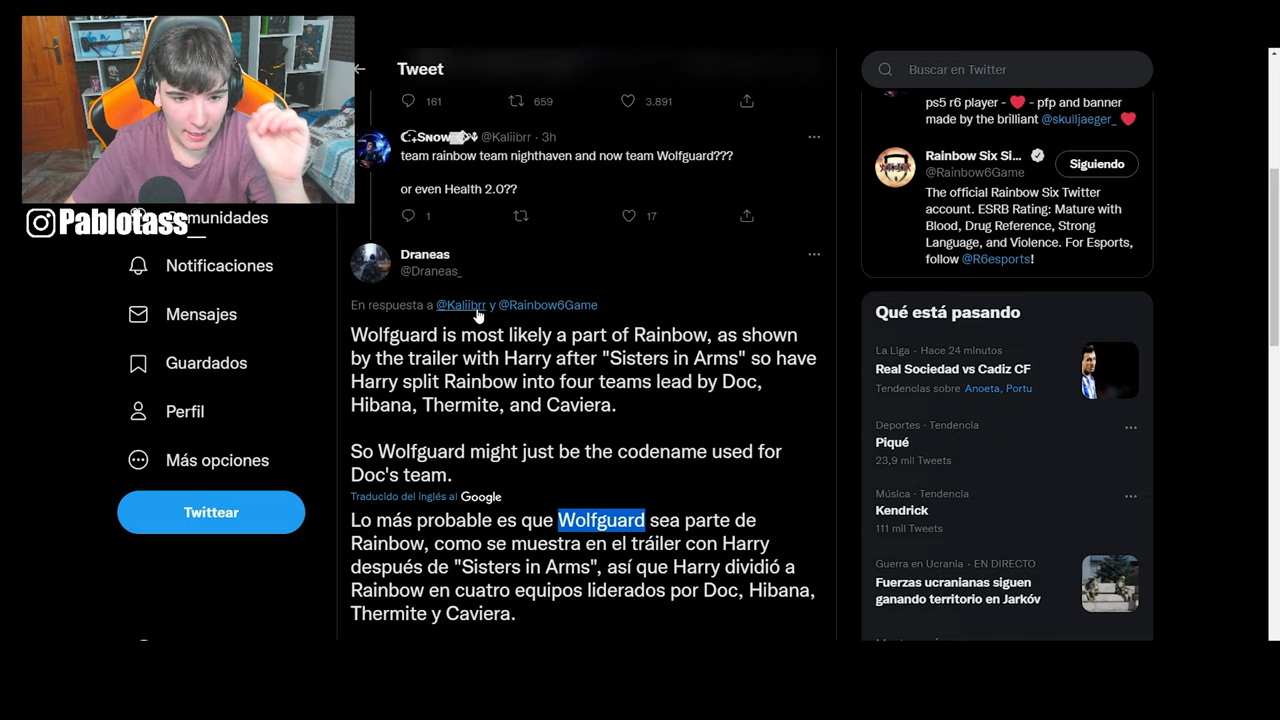 Tweet
161
659
3.891
Snow
@Kaliibrr · 3h
team rainbow team nighthaven and now team Wolfguard???
or even Health 2.0??
1
17
Draneas
@Draneas_
En respuesta a @Kaliibrr y @Rainbow6Game
Wolfguard is most likely a part of Rainbow, as shown
by the trailer with Harry after "Sisters in Arms" so have
Harry split Rainbow into four teams lead by Doc,
Hibana, Thermite, and Caviera.
So Wolfguard might just be the codename used for
Doc's team.
Traducido del inglés al Google
Lo más probable es que Wolfguard sea parte de
Rainbow, como se muestra en el tráiler con Harry
después de "Sisters in Arms", así que Harry dividió a
Rainbow en cuatro equipos liderados por Doc, Hibana,
Thermite y Caviera.
Pablotass_
Notificaciones
Mensajes
Guardados
Perfil
Más opciones
Twittear
Buscar en Twitter
ps5 r6 player - ❤️ - pfp and banner
made by the brilliant @skulljaeger_ ❤️
Rainbow Six Si...
@Rainbow6Game
Siguiendo
The official Rainbow Six Twitter
account. ESRB Rating: Mature with
Blood, Drug Reference, Strong
Language, and Violence. For Esports,
follow @R6esports!
Qué está pasando
La Liga · Hace 24 minutos
Real Sociedad vs Cadiz CF
Tendencias sobre Anoeta, Portu
Deportes · Tendencia
Piqué
23,9 mil Tweets
Música · Tendencia
Kendrick
111 mil Tweets
Guerra en Ucrania · EN DIRECTO
Fuerzas ucranianas siguen
ganando territorio en Jarkóv